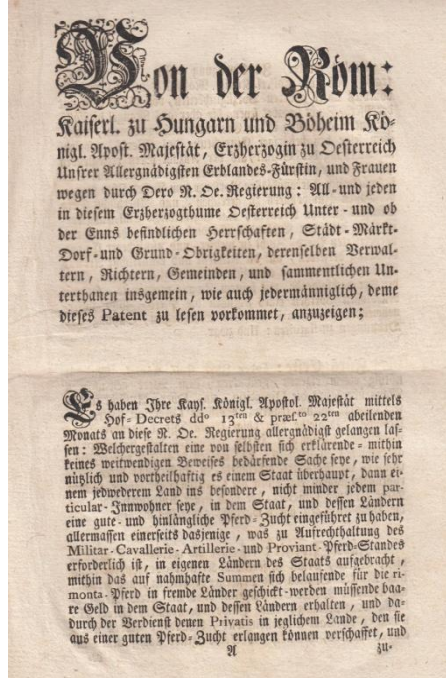 Von der Röm:
Kaiserl. zu Hungarn und Böheim Kö-
nigl. Apost. Majestät, Erzherzogin zu Oesterreich
Unsrer Allergnädigsten Erblandes-Fürstin, und Frauen
wegen durch Dero N. Oe. Regierung: All- und jeden
in diesem Erzherzogthume Oesterreich Unter- und ob
der Enns befindlichen Herrschaften, Städt-Märkt-
Dorf- und Grund-Obrigkeiten, derenselben Verwal-
tern, Richtern, Gemeinden, und sammentlichen Un-
terthanen insgemein, wie auch jedermänniglich, deme
dieses Patent zu lesen vorkommet, anzuzeigen;
Es haben Ihre Kays. Königl. Apostol. Majestät mittels
Hof-Decrets ddo 13ten & præs.to 22ten abeilenden
Monats an diese N. Oe. Regierung allergnädigst gelangen las-
sen: Welchergestalten eine von selbsten sich erklärende-mithin
keines weitwendigen Beweises bedärfende Sache seye, wie sehr
nützlich und vortheilhaftig es einem Staat überhaupt, dann ei-
nem jedwederem Land ins besondere, nicht minder jedem par-
ticular-Innwohner seye, in dem Staat, und dessen Ländern
eine gute- und hinlängliche Pferd-Zucht eingeführet zu haben,
allermassen einerseits dasjenige, was zu Aufrechthaltung des
Militar-Cavallerie-Artillerie-und Proviant-Pferd-Standes
erforderlich ist, in eigenen Ländern des Staats aufgebracht,
mithin das auf nahmhafte Summen sich belaufende für die ri-
monta-Pferd in fremde Länder geschickt-werden müssende baa-
re Geld in dem Staat, und dessen Ländern erhalten, und da-
durch der Verdienst denen Privatis in jeglichem Lande, den sie
aus einer guten Pferd-Zucht erlangen können verschaffet, und
A zu-